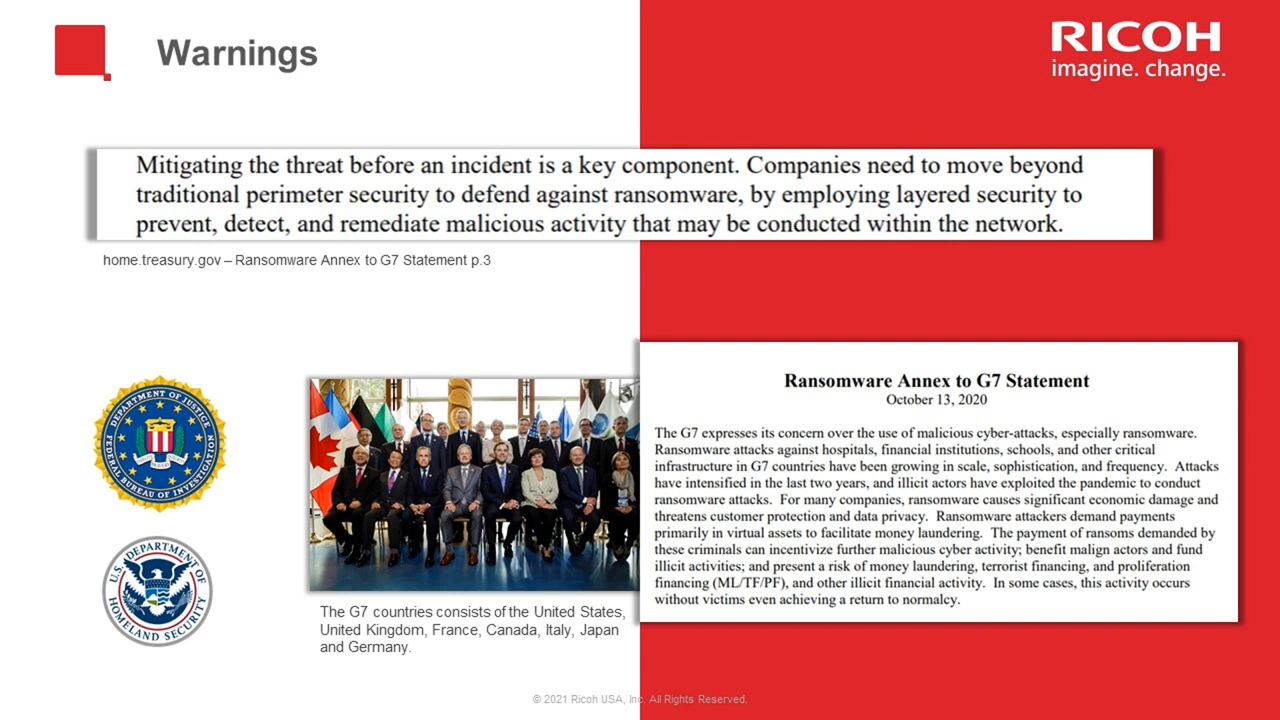 Warnings
RICOH
imagine. change.
Mitigating the threat before an incident is a key component. Companies need to move beyond
traditional perimeter security to defend against ransomware, by employing layered security to
prevent, detect, and remediate malicious activity that may be conducted within the network.
home.treasury.gov – Ransomware Annex to G7 Statement p.3
DEPARTMENT OF JUSTICE
FEDERAL BUREAU OF INVESTIGATION
U.S. DEPARTMENT OF
HOMELAND SECURITY
The G7 countries consists of the United States,
United Kingdom, France, Canada, Italy, Japan
and Germany.
Ransomware Annex to G7 Statement
October 13, 2020
The G7 expresses its concern over the use of malicious cyber-attacks, especially ransomware.
Ransomware attacks against hospitals, financial institutions, schools, and other critical
infrastructure in G7 countries have been growing in scale, sophistication, and frequency. Attacks
have intensified in the last two years, and illicit actors have exploited the pandemic to conduct
ransomware attacks. For many companies, ransomware causes significant economic damage and
threatens customer protection and data privacy. Ransomware attackers demand payments
primarily in virtual assets to facilitate money laundering. The payment of ransoms demanded by
these criminals can incentivize further malicious cyber activity; benefit malign actors and fund
illicit activities; and present a risk of money laundering, terrorist financing, and proliferation
financing (ML/TF/PF), and other illicit financial activity. In some cases, this activity occurs
without victims even achieving a return to normalcy.
© 2021 Ricoh USA, Inc. All Rights Reserved.